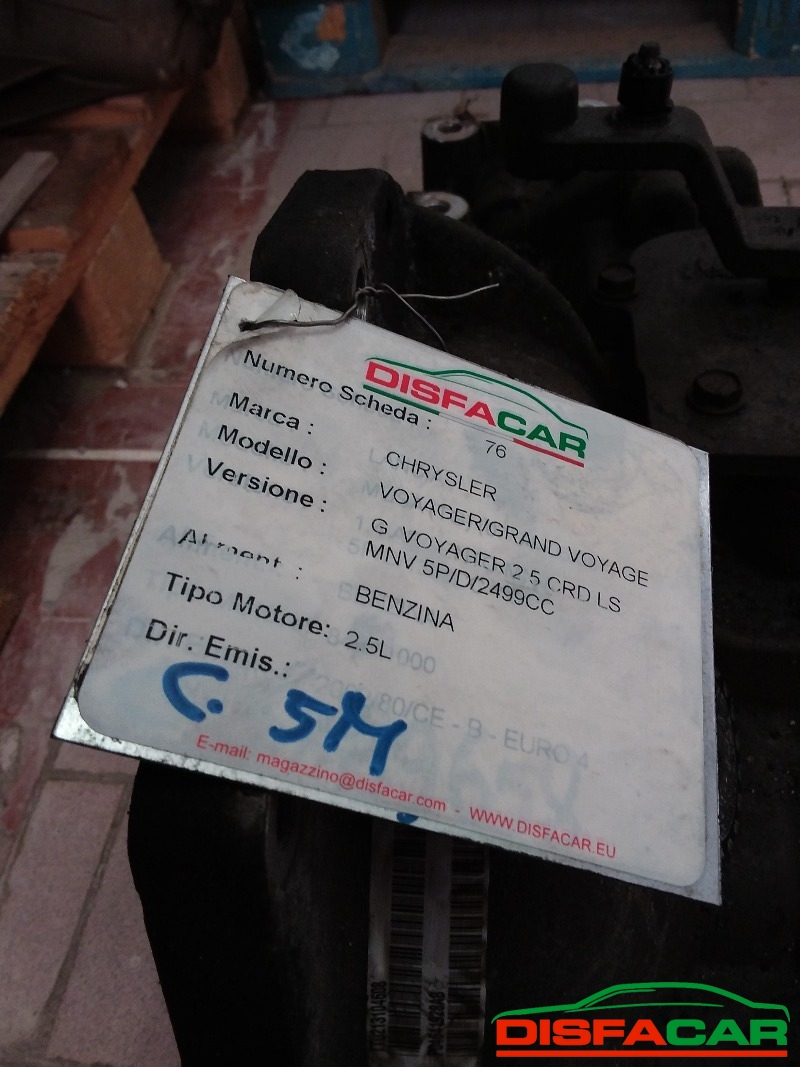 DISFACAR
Numero Scheda : 76
Marca : CHRYSLER
Modello : VOYAGER/GRAND VOYAGE
Versione : G. VOYAGER 2.5 CRD LS
MNV 5P/D/2499CC
: BENZINA
Tipo Motore: 2.5L
Dir. Emis.:
/80/CE - B - EURO 4
C. 5M
E-mail: magazzino@disfacar.com - WWW.DISFACAR.EU
DISFACAR